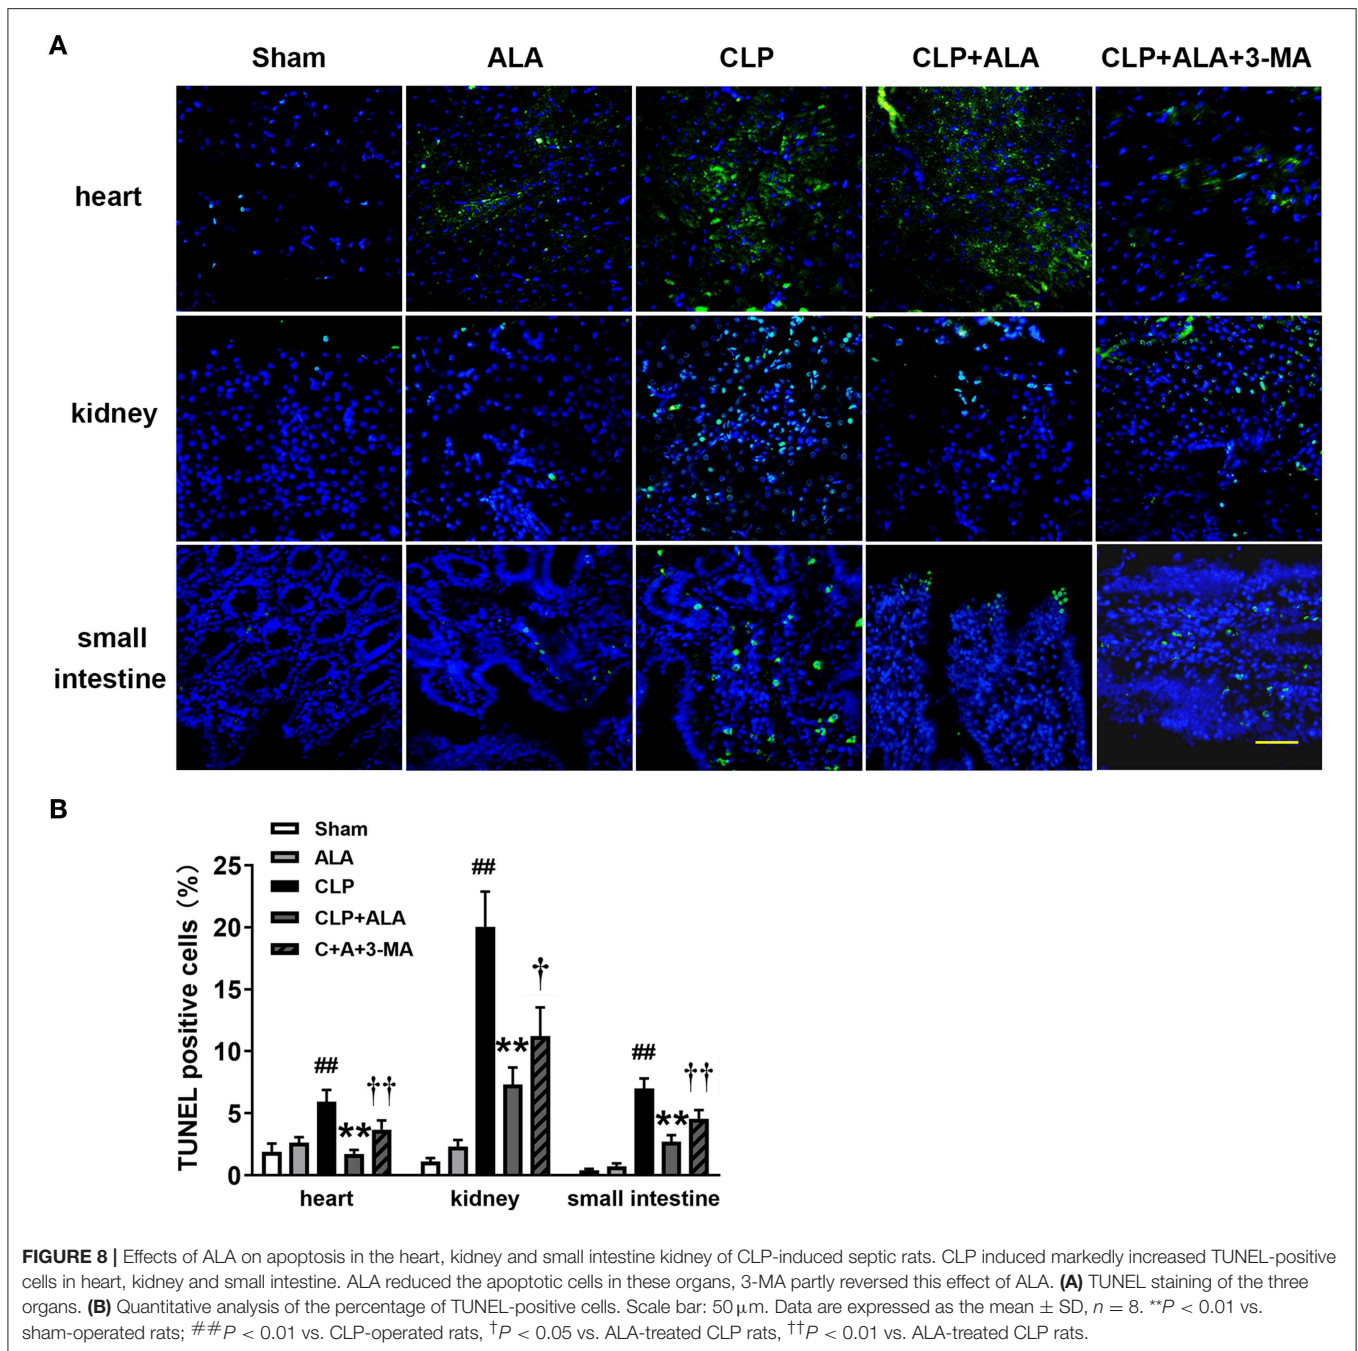 A
Sham ALA CLP CLP+ALA CLP+ALA+3-MA
heart
kidney
small
intestine
B
Sham
ALA
CLP
CLP+ALA
C+A+3-MA
TUNEL positive cells (%)
25
20
15
10
5
0
## ** ††
## ** †
## ** ††
heart kidney small intestine
FIGURE 8 | Effects of ALA on apoptosis in the heart, kidney and small intestine kidney of CLP-induced septic rats. CLP induced markedly increased TUNEL-positive
cells in heart, kidney and small intestine. ALA reduced the apoptotic cells in these organs, 3-MA partly reversed this effect of ALA. (A) TUNEL staining of the three
organs. (B) Quantitative analysis of the percentage of TUNEL-positive cells. Scale bar: 50 μm. Data are expressed as the mean ± SD, n = 8. **P < 0.01 vs.
sham-operated rats; ##P < 0.01 vs. CLP-operated rats, †P < 0.05 vs. ALA-treated CLP rats, ††P < 0.01 vs. ALA-treated CLP rats.